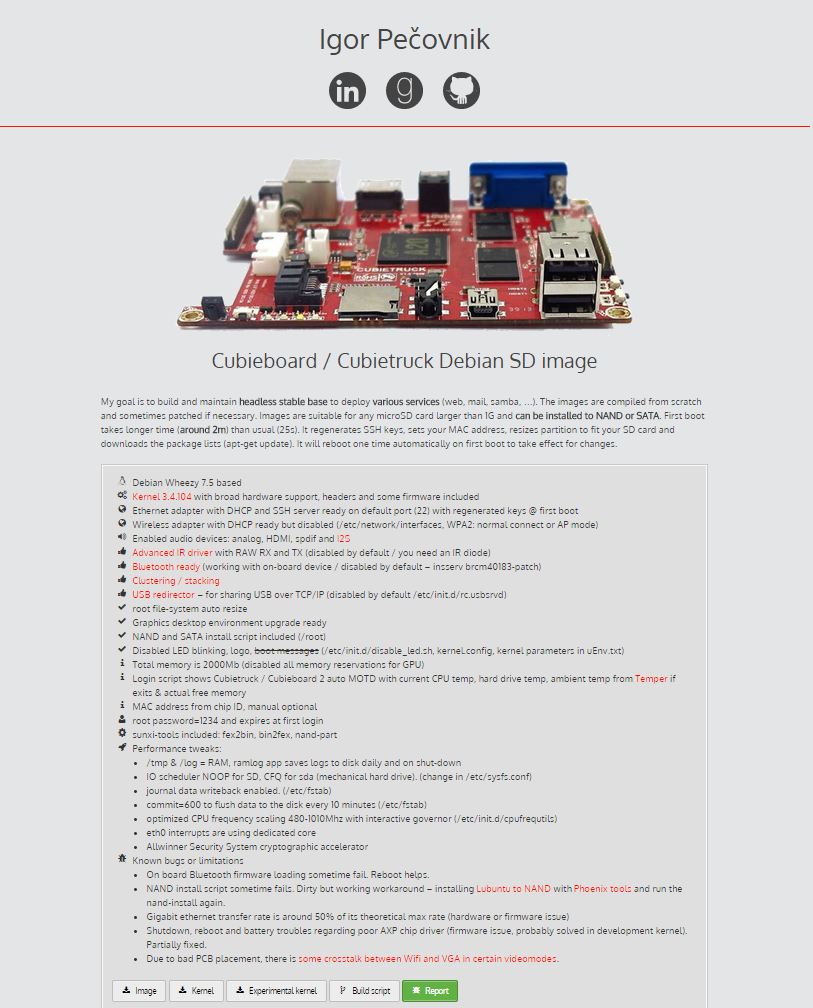 Igor Pečovnik
in g
CUBIETRUCK
A20
Cubieboard / Cubietruck Debian SD image
My goal is to build and maintain headless stable base to deploy various services (web, mail, samba, ...). The images are compiled from scratch
and sometimes patched if necessary. Images are suitable for any microSD card larger than 1G and can be installed to NAND or SATA. First boot
takes longer time (around 2m) than usual (25s). It regenerates SSH keys, sets your MAC address, resizes partition to fit your SD card and
downloads the package lists (apt-get update). It will reboot one time automatically on first boot to take effect for changes.
Debian Wheezy 7.5 based
Kernel 3.4.104 with broad hardware support, headers and some firmware included
Ethernet adapter with DHCP and SSH server ready on default port (22) with regenerated keys @ first boot
Wireless adapter with DHCP ready but disabled (/etc/network/interfaces, WPA2: normal connect or AP mode)
Enabled audio devices: analog, HDMI, spdif and I2S
Advanced IR driver with RAW RX and TX (disabled by default / you need an IR diode)
Bluetooth ready (working with on-board device / disabled by default – insserv brcm40183-patch)
Clustering / stacking
USB redirector – for sharing USB over TCP/IP (disabled by default /etc/init.d/rc.usbsrvd)
root file-system auto resize
Graphics desktop environment upgrade ready
NAND and SATA install script included (/root)
Disabled LED blinking, logo, boot messages (/etc/init.d/disable_led.sh, kernel.config, kernel parameters in uEnv.txt)
Total memory is 2000Mb (disabled all memory reservations for GPU)
Login script shows Cubietruck / Cubieboard 2 auto MOTD with current CPU temp, hard drive temp, ambient temp from Temper if
exits & actual free memory
MAC address from chip ID, manual optional
root password=1234 and expires at first login
sunxi-tools included: fex2bin, bin2fex, nand-part
Performance tweaks:
• /tmp & /log = RAM, ramlog app saves logs to disk daily and on shut-down
• IO scheduler NOOP for SD, CFQ for sda (mechanical hard drive). (change in /etc/sysfs.conf)
• journal data writeback enabled. (/etc/fstab)
• commit=600 to flush data to the disk every 10 minutes (/etc/fstab)
• optimized CPU frequency scaling 480-1010Mhz with interactive governor (/etc/init.d/cpufrequtils)
• eth0 interrupts are using dedicated core
• Allwinner Security System cryptographic accelerator
Known bugs or limitations
• On board Bluetooth firmware loading sometime fail. Reboot helps.
• NAND install script sometime fails. Dirty but working workaround – installing Lubuntu to NAND with Phoenix tools and run the
nand-install again.
• Gigabit ethernet transfer rate is around 50% of its theoretical max rate (hardware or firmware issue)
• Shutdown, reboot and battery troubles regarding poor AXP chip driver (firmware issue, probably solved in development kernel).
Partially fixed.
• Due to bad PCB placement, there is some crosstalk between Wifi and VGA in certain videomodes.
Image Kernel Experimental kernel Build script Report